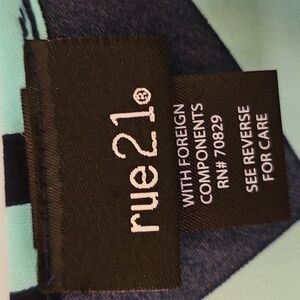 rue21®
WITH FOREIGN
COMPONENTS
RN# 70829
SEE REVERSE
FOR CARE